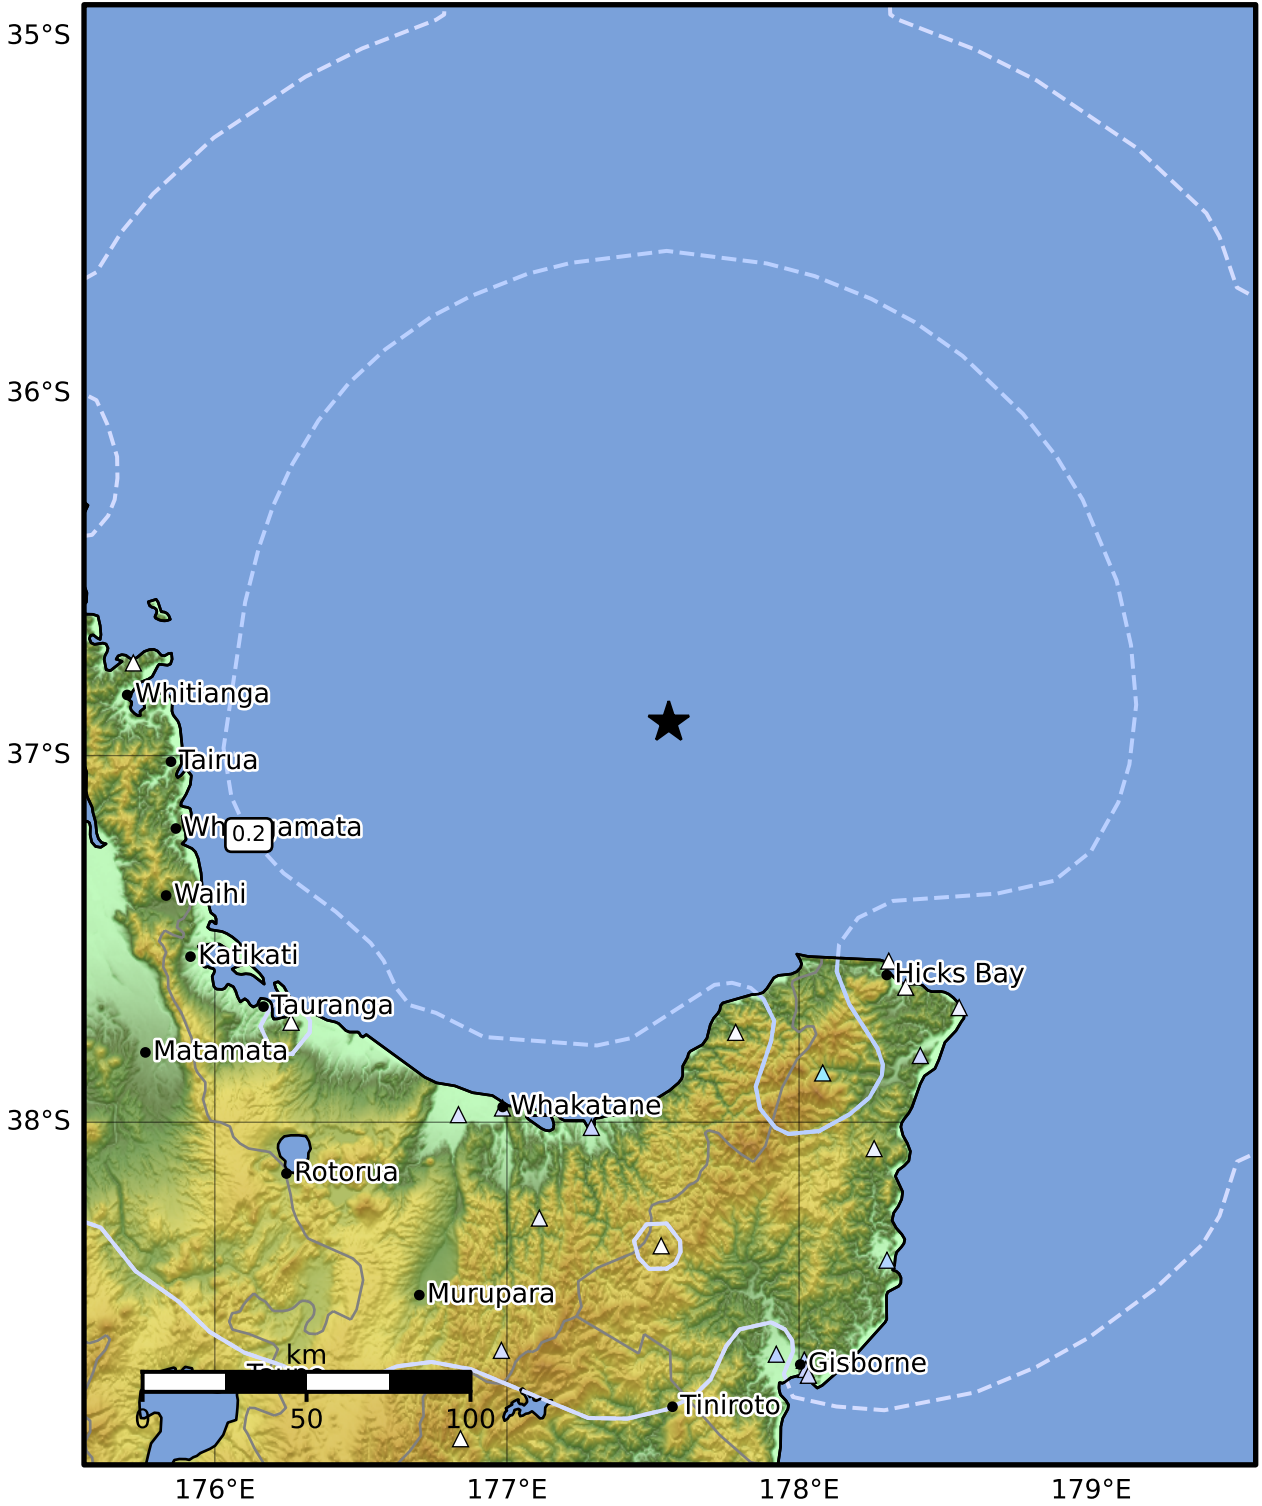 35°S
36°S
Whitianga
37°S
Tairua
0.2
Waihi
Katikati
Hicks Bay
Tauranga
Matamata
Whakatane
38°S
Rotorua
Murupara
km
Gisborne
Tiniroto
0 50 100
176°E 177°E 178°E 179°E